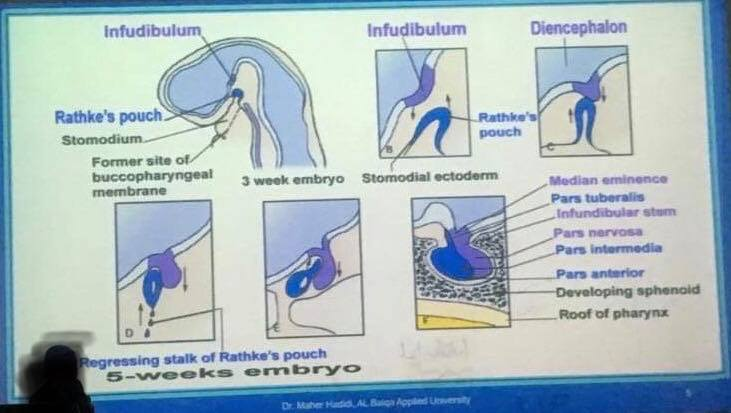 Infudibulum
Infudibulum
Diencephalon
Rathke's pouch
Stomodium
Former site of
buccopharyngeal
membrane
3 week embryo
B
Stomodial ectoderm
Rathke's
pouch
C
Median eminence
Pars tuberalis
Infundibular stem
Pars nervosa
Pars intermedia
Pars anterior
Developing sphenoid
Roof of pharynx
D
E
F
Regressing stalk of Rathke's pouch
5-weeks embryo
Dr. Maher Hadidi, AL Balqa Applied University
5